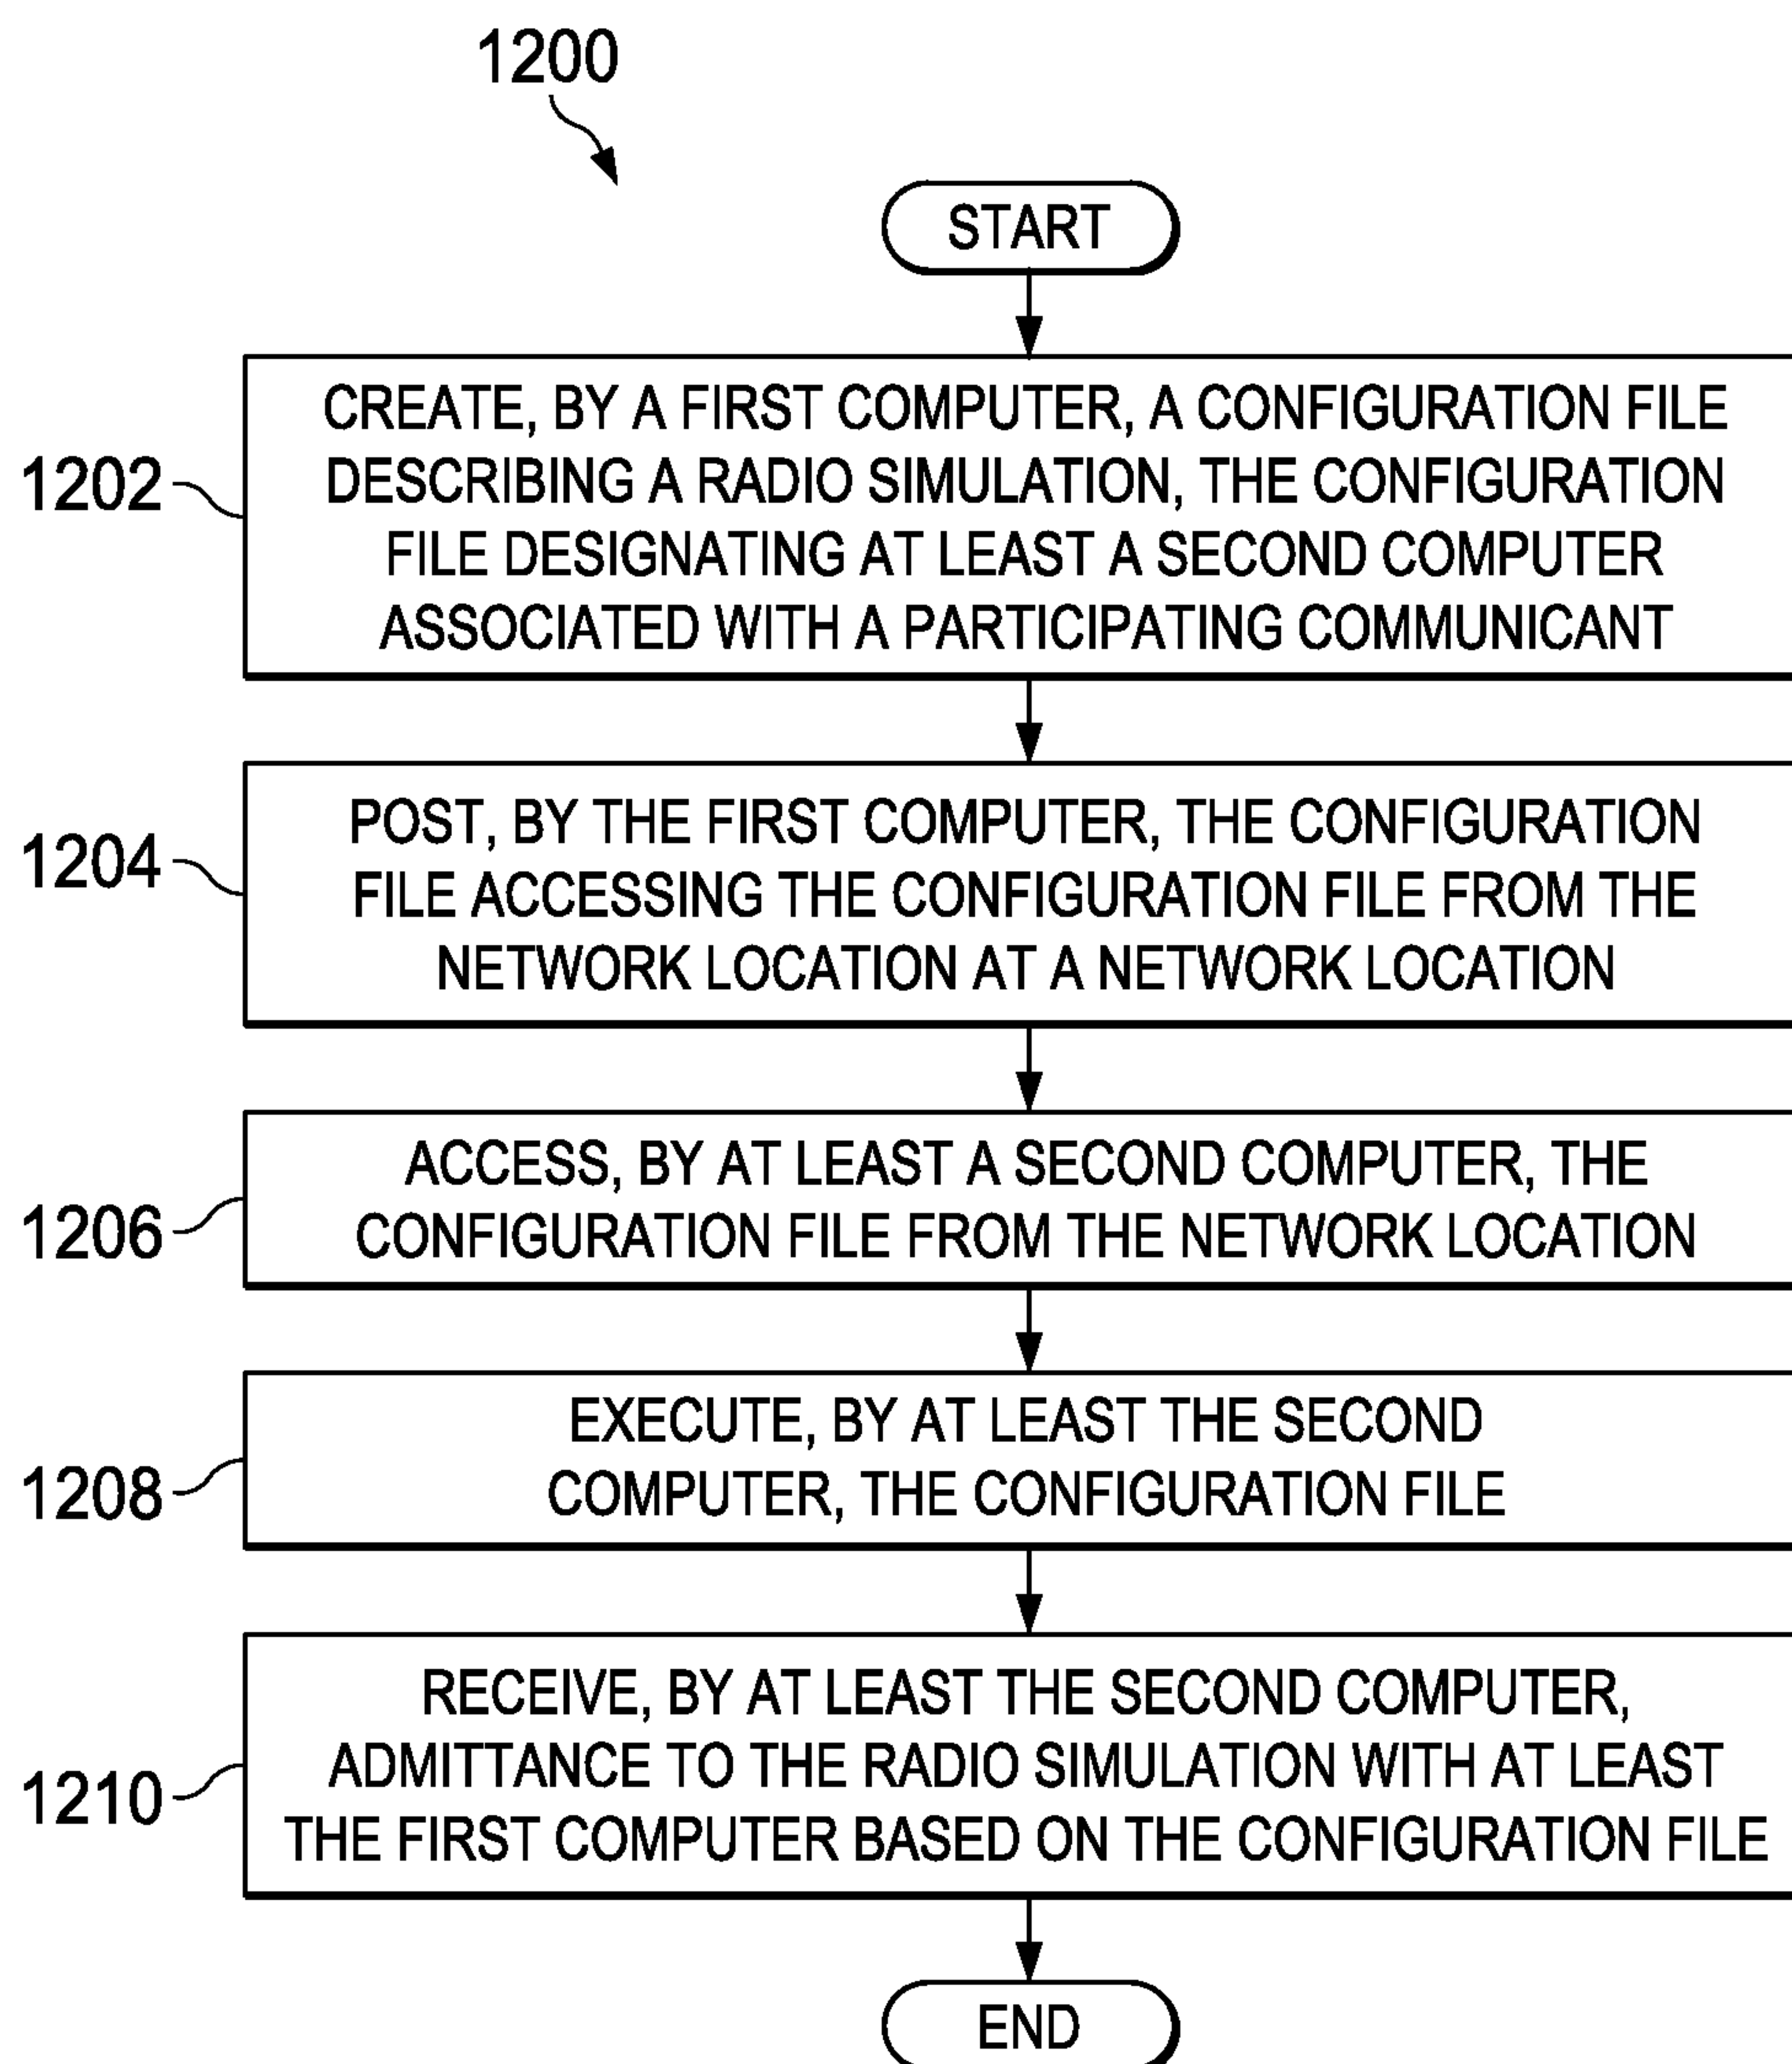 1200
START
1202
CREATE, BY A FIRST COMPUTER, A CONFIGURATION FILE
DESCRIBING A RADIO SIMULATION, THE CONFIGURATION
FILE DESIGNATING AT LEAST A SECOND COMPUTER
ASSOCIATED WITH A PARTICIPATING COMMUNICANT
1204
POST, BY THE FIRST COMPUTER, THE CONFIGURATION
FILE ACCESSING THE CONFIGURATION FILE FROM THE
NETWORK LOCATION AT A NETWORK LOCATION
1206
ACCESS, BY AT LEAST A SECOND COMPUTER, THE
CONFIGURATION FILE FROM THE NETWORK LOCATION
1208
EXECUTE, BY AT LEAST THE SECOND
COMPUTER, THE CONFIGURATION FILE
1210
RECEIVE, BY AT LEAST THE SECOND COMPUTER,
ADMITTANCE TO THE RADIO SIMULATION WITH AT LEAST
THE FIRST COMPUTER BASED ON THE CONFIGURATION FILE
END